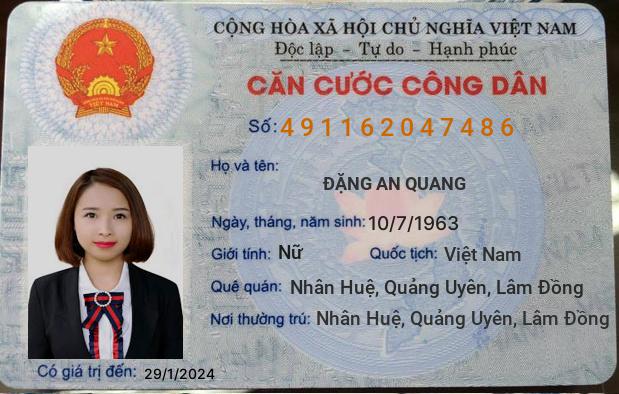 CỘNG HÒA XÃ HỘI CHỦ NGHĨA VIỆT NAM
Độc lập - Tự do - Hạnh phúc
CĂN CƯỚC CÔNG DÂN
Số: 491162047486
Họ và tên:
ĐẶNG AN QUANG
Ngày, tháng, năm sinh: 10/7/1963
Giới tính: Nữ Quốc tịch: Việt Nam
Quê quán: Nhân Huệ, Quảng Uyên, Lâm Đồng
Nơi thường trú: Nhân Huệ, Quảng Uyên, Lâm Đồng
Có giá trị đến: 29/1/2024
VIỆT NAM